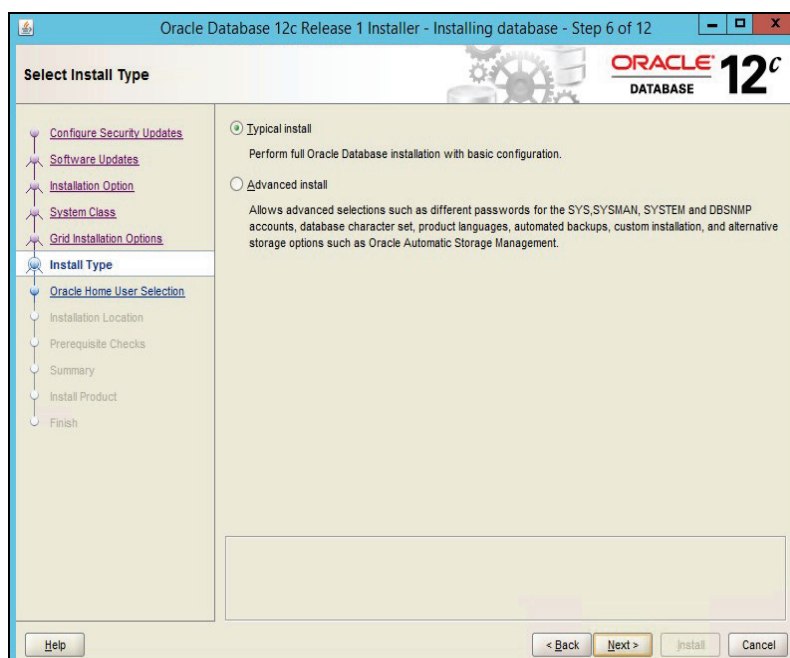 Oracle Database 12c Release 1 Installer - Installing database - Step 6 of 12
Select Install Type
ORACLE
DATABASE
12c
Configure Security Updates
Software Updates
Installation Option
System Class
Grid Installation Options
Install Type
Oracle Home User Selection
Installation Location
Prerequisite Checks
Summary
Install Product
Finish
Typical install
Perform full Oracle Database installation with basic configuration.
Advanced install
Allows advanced selections such as different passwords for the SYS,SYSMAN, SYSTEM and DBSNMP
accounts, database character set, product languages, automated backups, custom installation, and alternative
storage options such as Oracle Automatic Storage Management.
Help
< Back
Next >
Install
Cancel